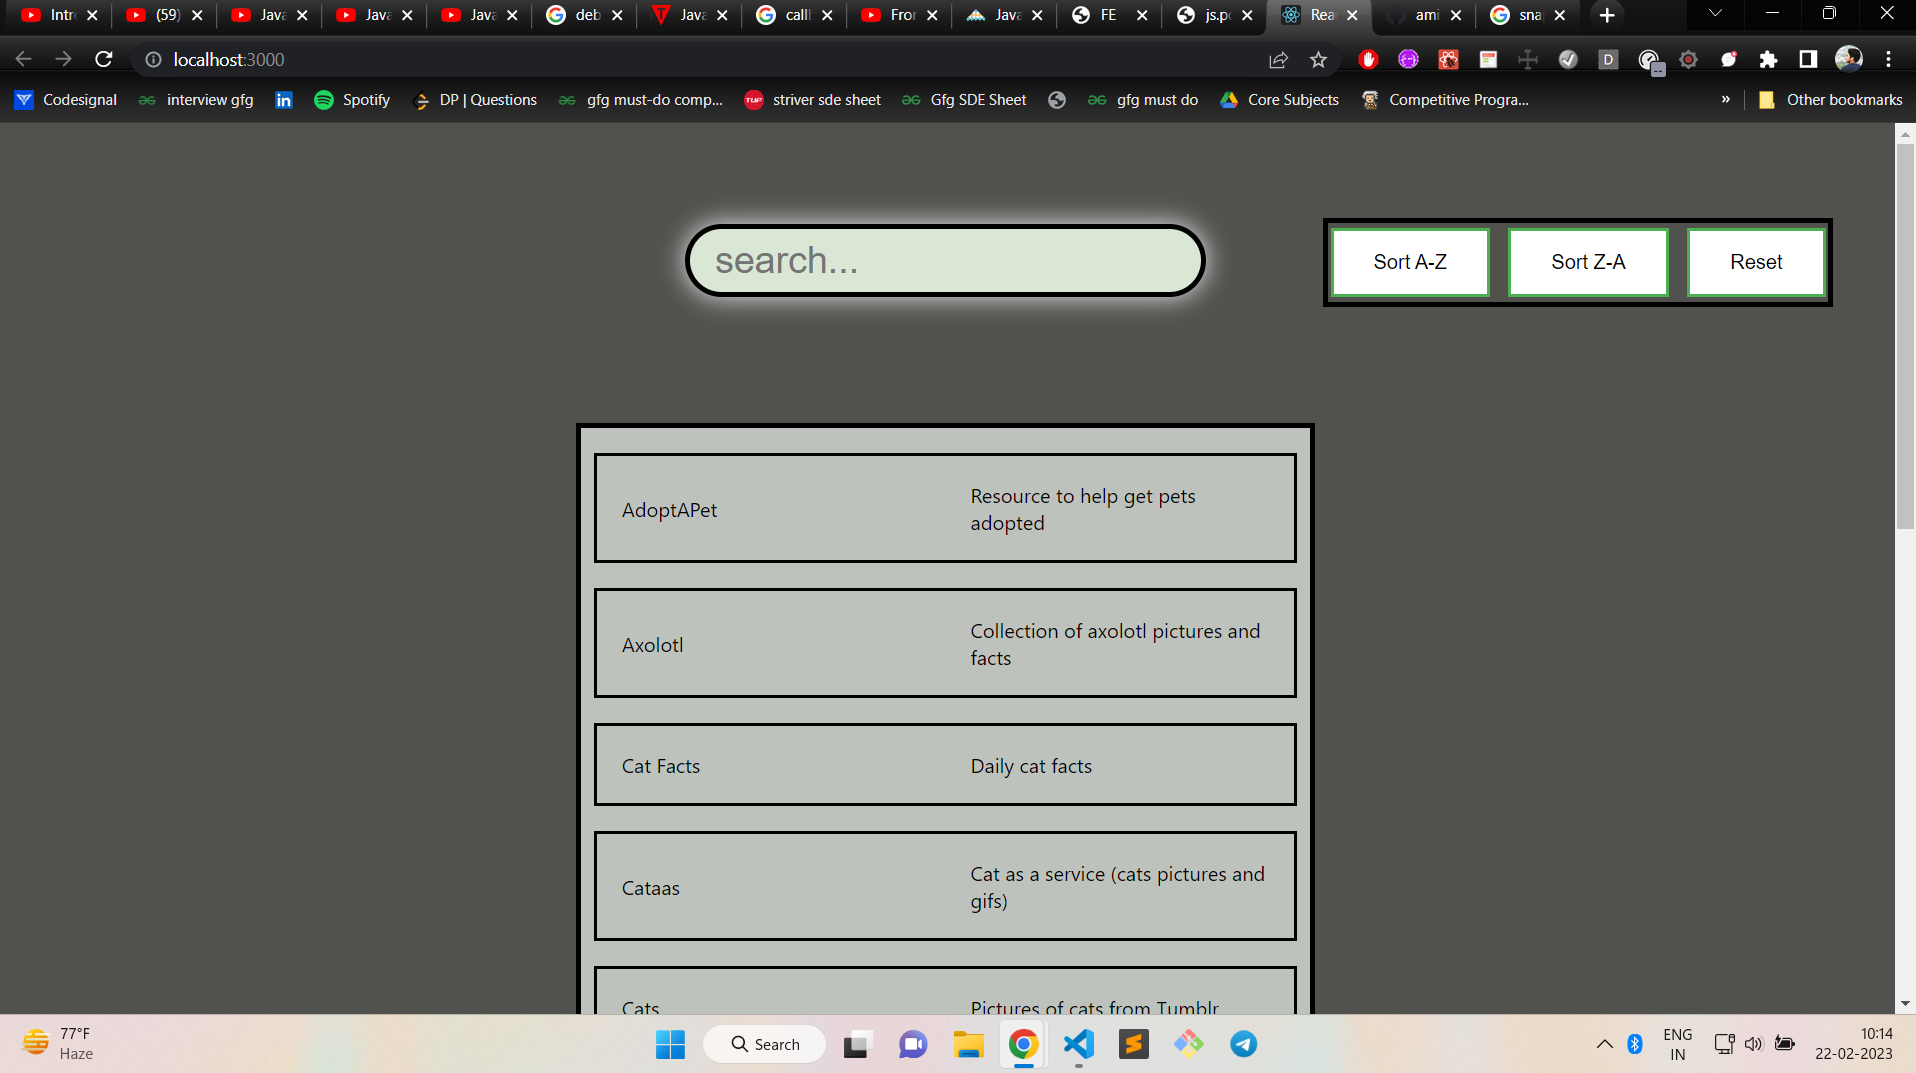 Intr (59) Java Java Java deb Java callb Fron Java FE js.po Rea ami sna
localhost:3000
D
Codesignal interview gfg Spotify DP | Questions gfg must-do comp... striver sde sheet Gfg SDE Sheet gfg must do Core Subjects Competitive Progra... » Other bookmarks
search...
Sort A-Z Sort Z-A Reset
AdoptAPet
Resource to help get pets
adopted
Axolotl
Collection of axolotl pictures and
facts
Cat Facts Daily cat facts
Cataas
Cat as a service (cats pictures and
gifs)
Cats Pictures of cats from Tumblr
77°F
Haze
Search
ENG
IN
10:14
22-02-2023